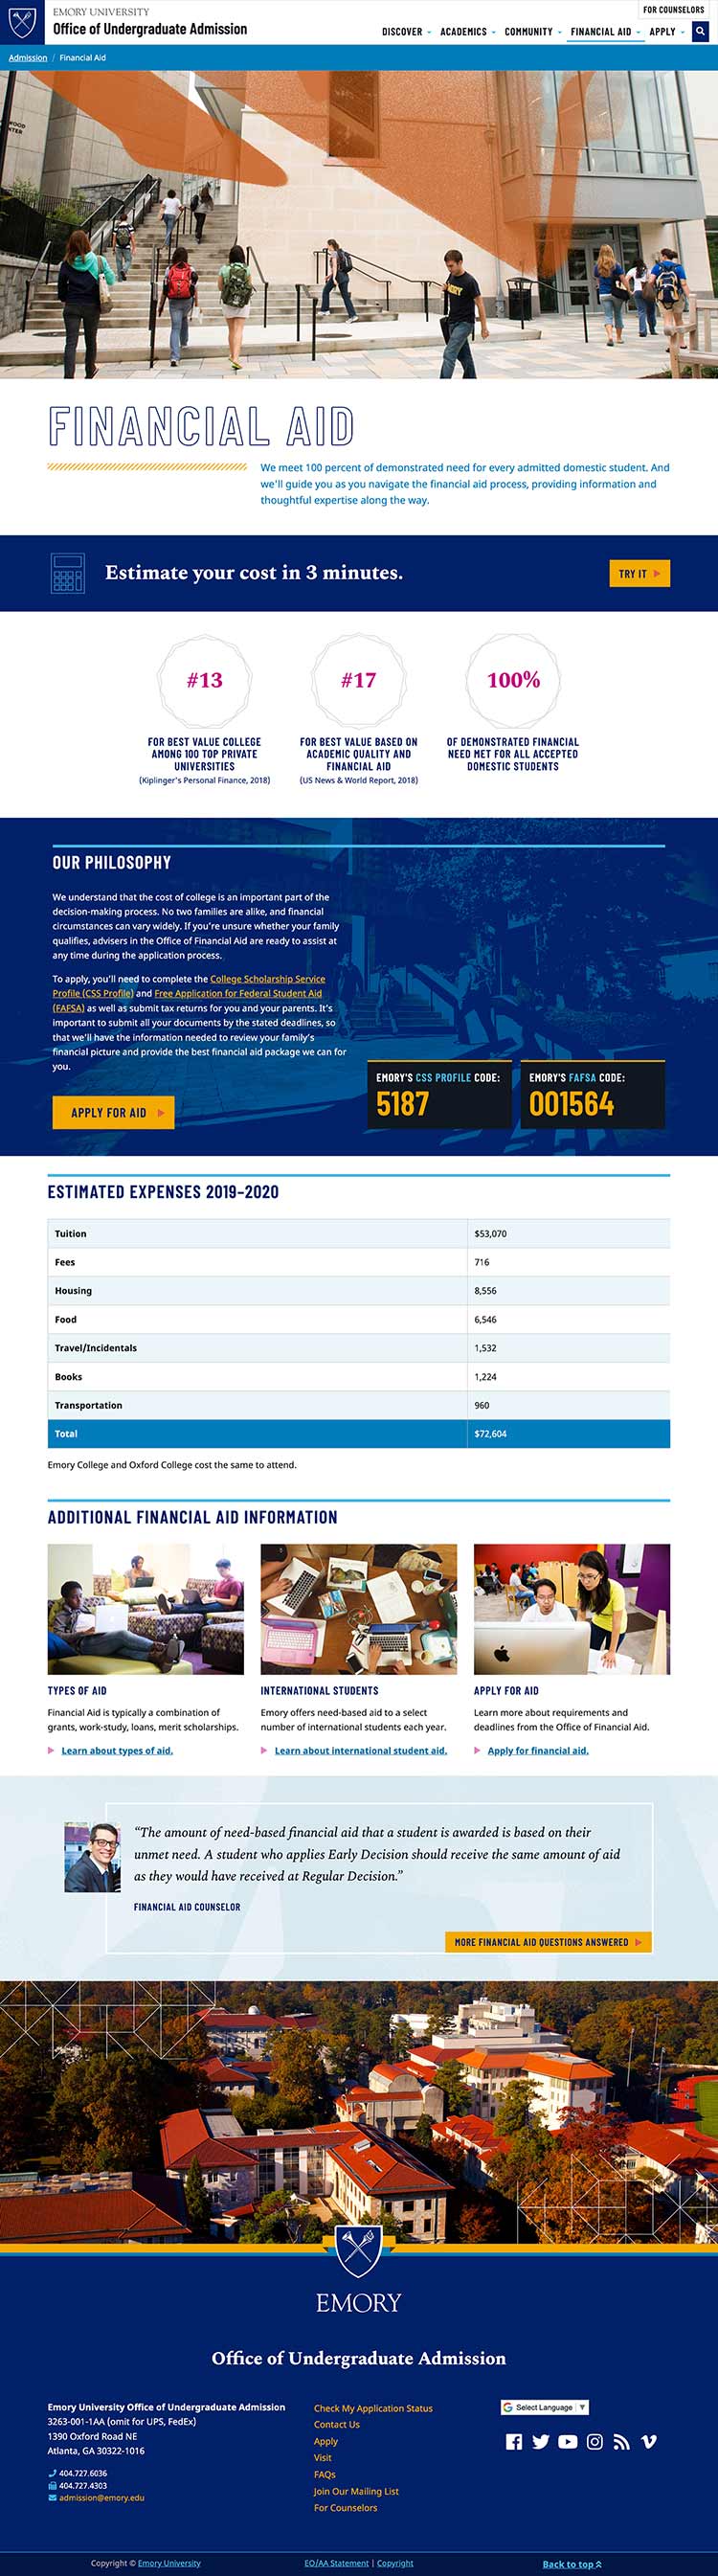 FOR COUNSELORS
EMORY UNIVERSITY
Office of Undergraduate Admission
DISCOVER ACADEMICS COMMUNITY FINANCIAL AID APPLY
Admission / Financial Aid
EMORY
FINANCIAL AID
We meet 100 percent of demonstrated need for every admitted domestic student. And
we'll guide you as you navigate the financial aid process, providing information and
thoughtful expertise along the way.
Estimate your cost in 3 minutes.
TRY IT
#13
FOR BEST VALUE COLLEGE
AMONG 100 TOP PRIVATE
UNIVERSITIES
(Kiplinger's Personal Finance, 2018)
#17
FOR BEST VALUE BASED ON
ACADEMIC QUALITY AND
FINANCIAL AID
(US News & World Report, 2018)
100%
OF DEMONSTRATED FINANCIAL
NEED MET FOR ALL ACCEPTED
DOMESTIC STUDENTS
OUR PHILOSOPHY
We understand that the cost of college is an important part of the
decision-making process. No two families are alike, and financial
circumstances can vary widely. If you're unsure whether your family
qualifies, advisers in the Office of Financial Aid are ready to assist at
any time during the application process.
To apply, you'll need to complete the College Scholarship Service
Profile (CSS Profile) and Free Application for Federal Student Aid
(FAFSA) as well as submit tax returns for you and your parents. It's
important to submit all your documents by the stated deadlines, so
that we'll have the information needed to review your family's
financial picture and provide the best financial aid package we can for
you.
APPLY FOR AID
EMORY'S CSS PROFILE CODE:
5187
EMORY'S FAFSA CODE:
001564
ESTIMATED EXPENSES 2019-2020
Tuition $53,070
Fees 716
Housing 8,556
Food 6,546
Travel/Incidentals 1,532
Books 1,224
Transportation 960
Total $72,604
Emory College and Oxford College cost the same to attend.
ADDITIONAL FINANCIAL AID INFORMATION
TYPES OF AID
Financial Aid is typically a combination of
grants, work-study, loans, merit scholarships.
Learn about types of aid.
INTERNATIONAL STUDENTS
Emory offers need-based aid to a select
number of international students each year.
Learn about international student aid.
APPLY FOR AID
Learn more about requirements and
deadlines from the Office of Financial Aid.
Apply for financial aid.
“The amount of need-based financial aid that a student is awarded is based on their
unmet need. A student who applies Early Decision should receive the same amount of aid
as they would have received at Regular Decision.”
FINANCIAL AID COUNSELOR
MORE FINANCIAL AID QUESTIONS ANSWERED
EMORY
Office of Undergraduate Admission
Emory University Office of Undergraduate Admission
3263-001-1AA (omit for UPS, FedEx)
1390 Oxford Road NE
Atlanta, GA 30322-1016
404.727.6036
404.727.4303
admission@emory.edu
Check My Application Status
Contact Us
Apply
Visit
FAQs
Join Our Mailing List
For Counselors
Select Language
Copyright © Emory University
EO/AA Statement | Copyright
Back to top